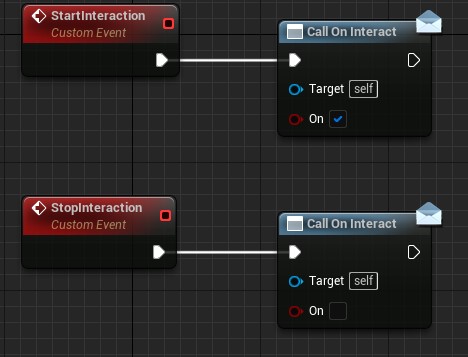 StartInteraction
Custom Event
Call On Interact
Target self
On
StopInteraction
Custom Event
Call On Interact
Target self
On